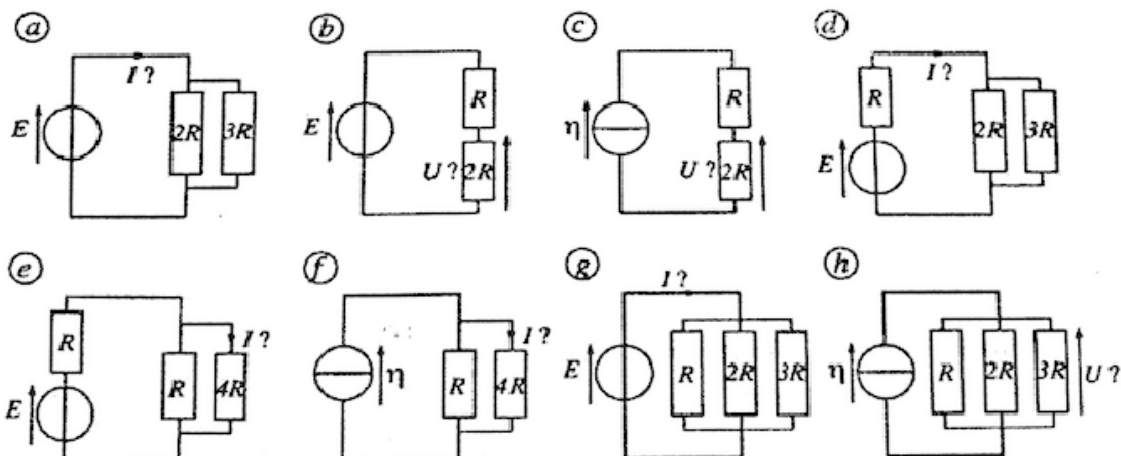 a b c d
I ? I ?
E 2R 3R E R η R R 2R 3R
U ? 2R U ? 2R E
e f g h
I ?
R I ? I ?
E R 4R η R 4R E R 2R 3R η R 2R 3R U ?